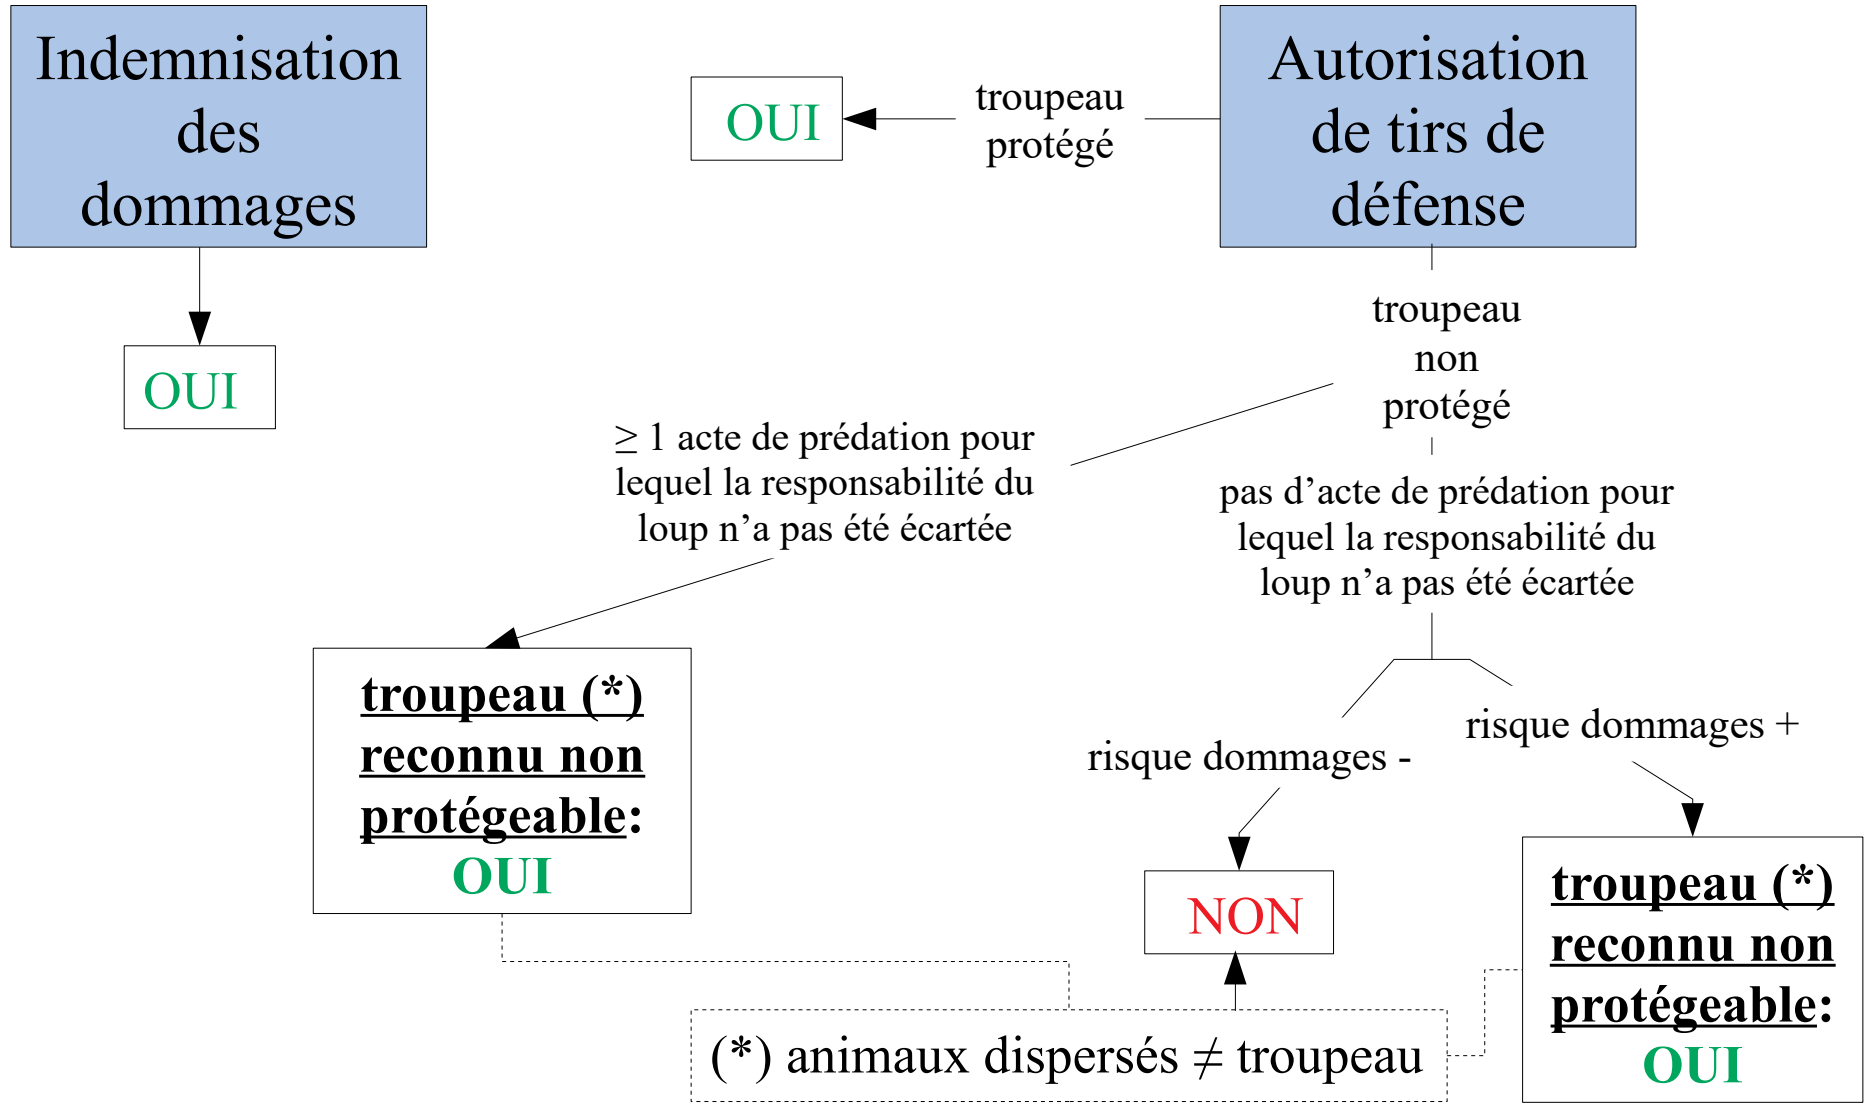 Indemnisation
des
dommages
OUI
Autorisation
de tirs de
défense
troupeau
protégé
OUI
troupeau
non
protégé
≥ 1 acte de prédation pour
lequel la responsabilité du
loup n’a pas été écartée
pas d’acte de prédation pour
lequel la responsabilité du
loup n’a pas été écartée
troupeau (*)
reconnu non
protégeable:
OUI
risque dommages -
risque dommages +
NON
troupeau (*)
reconnu non
protégeable:
OUI
(*) animaux dispersés ≠ troupeau